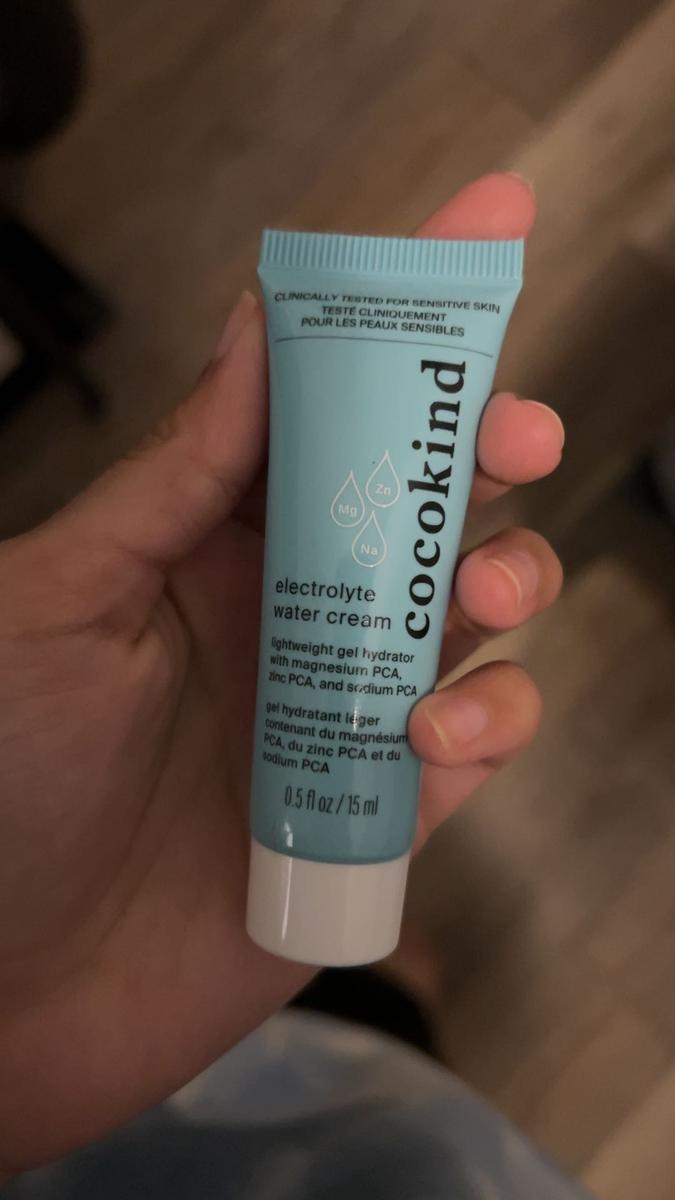 CLINICALLY TESTED FOR SENSITIVE SKIN
TESTÉ CLINIQUEMENT
POUR LES PEAUX SENSIBLES
cocokind
Zn
Mg
Na
electrolyte
water cream
lightweight gel hydrator
with magnesium PCA,
zinc PCA, and sodium PCA
gel hydratant léger
contenant du magnésium
PCA, du zinc PCA et du
sodium PCA
0.5 fl oz / 15 ml